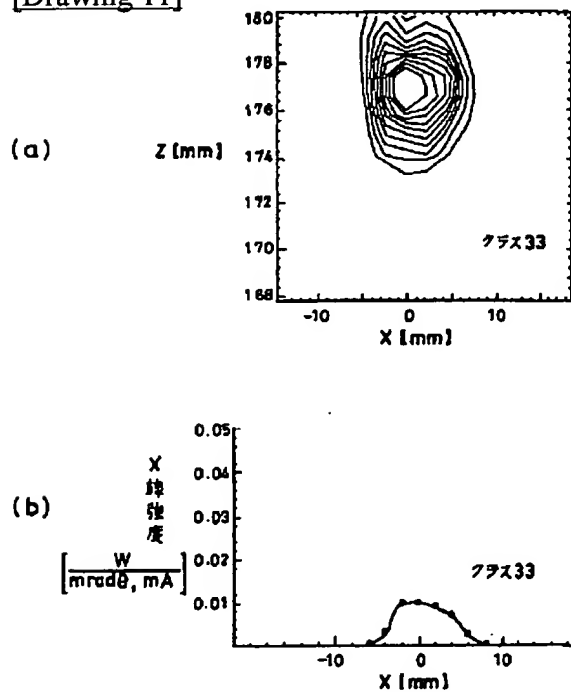 [Drawing 11]
(a)
Z [mm]
180
178
176
174
172
170
168
クラス33
-10 0 10
X [mm]
(b)
X
線
強
度
[W
mradθ, mA]
0.05
0.04
0.03
0.02
0.01
クラス33
-10 0 10
X [mm]